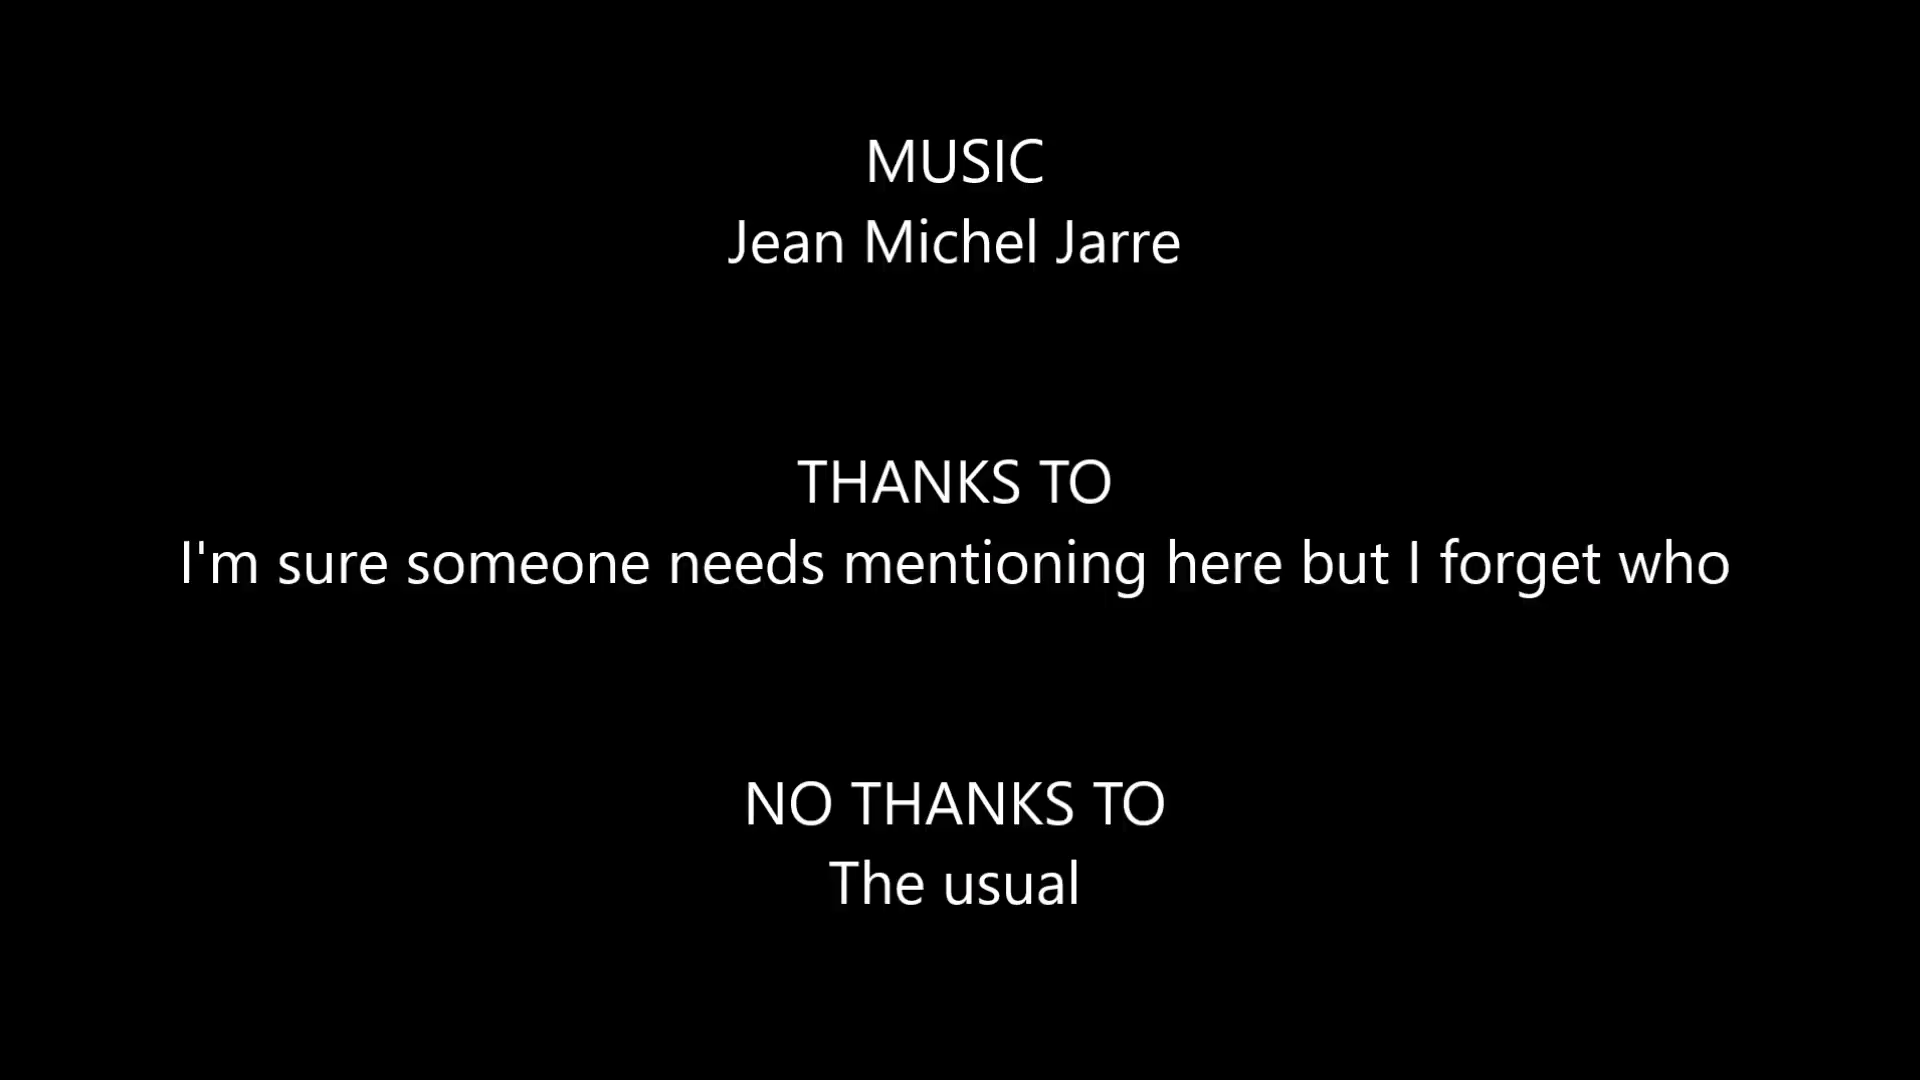 MUSIC
Jean Michel Jarre
THANKS TO
I'm sure someone needs mentioning here but I forget who
NO THANKS TO
The usual